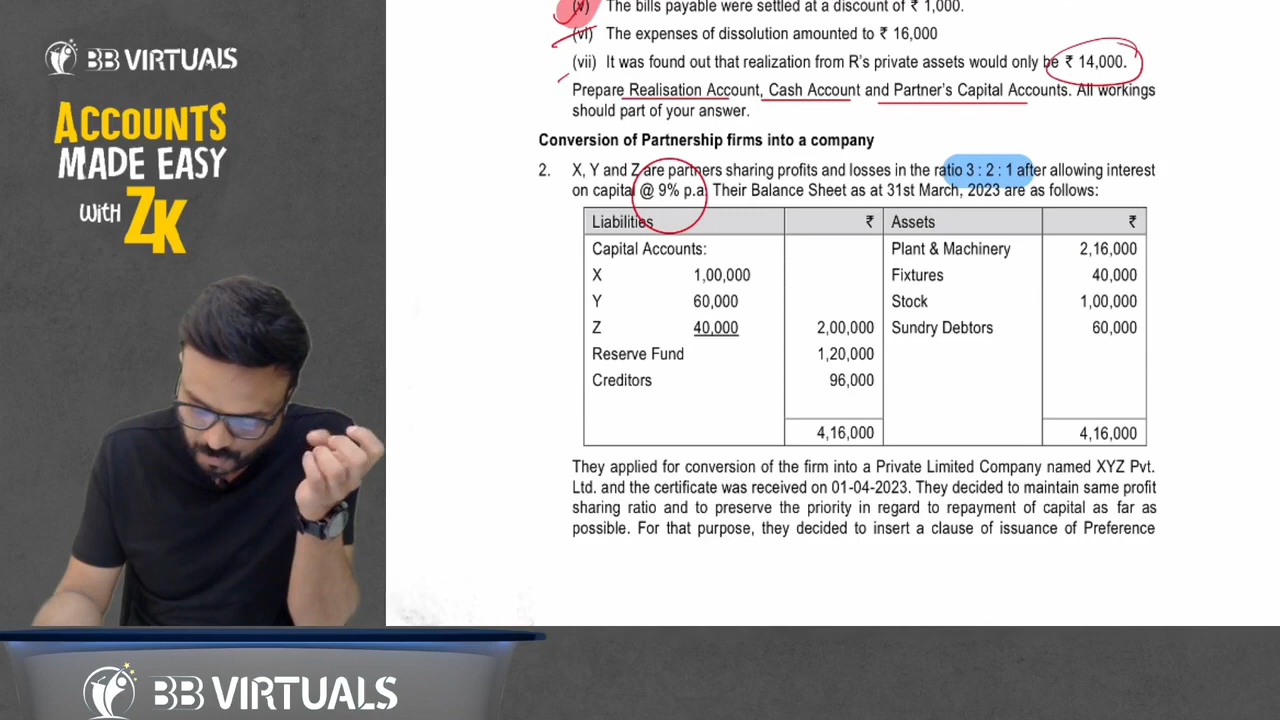 BB VIRTUALS
ACCOUNTS
MADE EASY
WITH ZK
(v) The bills payable were settled at a discount of ₹ 1,000.
(vi) The expenses of dissolution amounted to ₹ 16,000
(vii) It was found out that realization from R's private assets would only be ₹ 14,000.
Prepare Realisation Account, Cash Account and Partner's Capital Accounts. All workings
should part of your answer.
Conversion of Partnership firms into a company
2. X, Y and Z are partners sharing profits and losses in the ratio 3 : 2 : 1 after allowing interest
on capital @ 9% p.a. Their Balance Sheet as at 31st March, 2023 are as follows:
Liabilities ₹ Assets ₹
Capital Accounts: Plant & Machinery 2,16,000
X 1,00,000 Fixtures 40,000
Y 60,000 Stock 1,00,000
Z 40,000 2,00,000 Sundry Debtors 60,000
Reserve Fund 1,20,000
Creditors 96,000
4,16,000 4,16,000
They applied for conversion of the firm into a Private Limited Company named XYZ Pvt.
Ltd. and the certificate was received on 01-04-2023. They decided to maintain same profit
sharing ratio and to preserve the priority in regard to repayment of capital as far as
possible. For that purpose, they decided to insert a clause of issuance of Preference
BB VIRTUALS